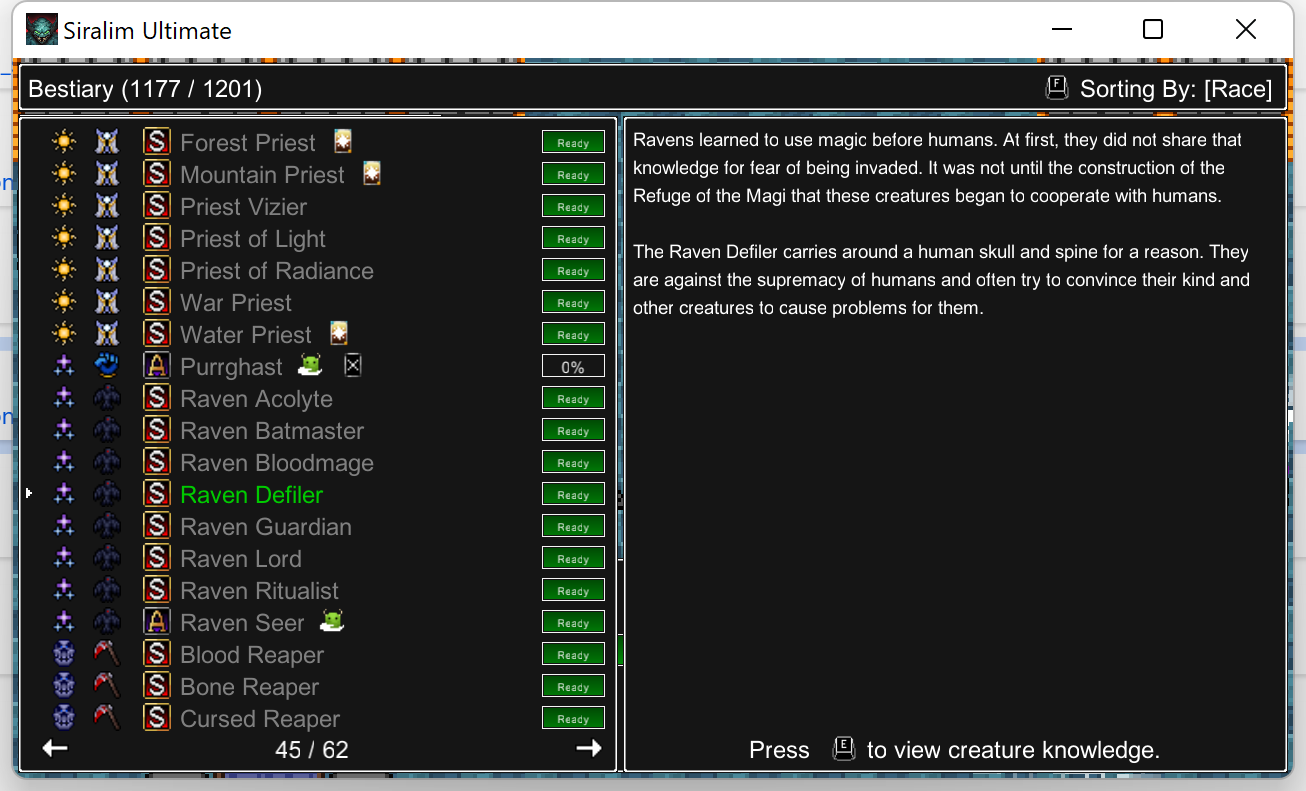 Siralim Ultimate
Bestiary (1177 / 1201)
F Sorting By: [Race]
S Forest Priest Ready
S Mountain Priest Ready
S Priest Vizier Ready
S Priest of Light Ready
S Priest of Radiance Ready
S War Priest Ready
S Water Priest Ready
A Purrghast 0%
S Raven Acolyte Ready
S Raven Batmaster Ready
S Raven Bloodmage Ready
S Raven Defiler Ready
S Raven Guardian Ready
S Raven Lord Ready
S Raven Ritualist Ready
A Raven Seer Ready
S Blood Reaper Ready
S Bone Reaper Ready
S Cursed Reaper Ready
45 / 62
Ravens learned to use magic before humans. At first, they did not share that
knowledge for fear of being invaded. It was not until the construction of the
Refuge of the Magi that these creatures began to cooperate with humans.
The Raven Defiler carries around a human skull and spine for a reason. They
are against the supremacy of humans and often try to convince their kind and
other creatures to cause problems for them.
Press E to view creature knowledge.